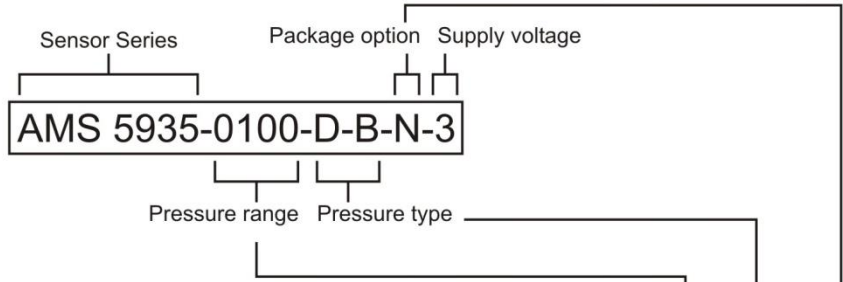 Sensor Series
Package option
Supply voltage
AMS 5935-0100-D-B-N-3
Pressure range
Pressure type